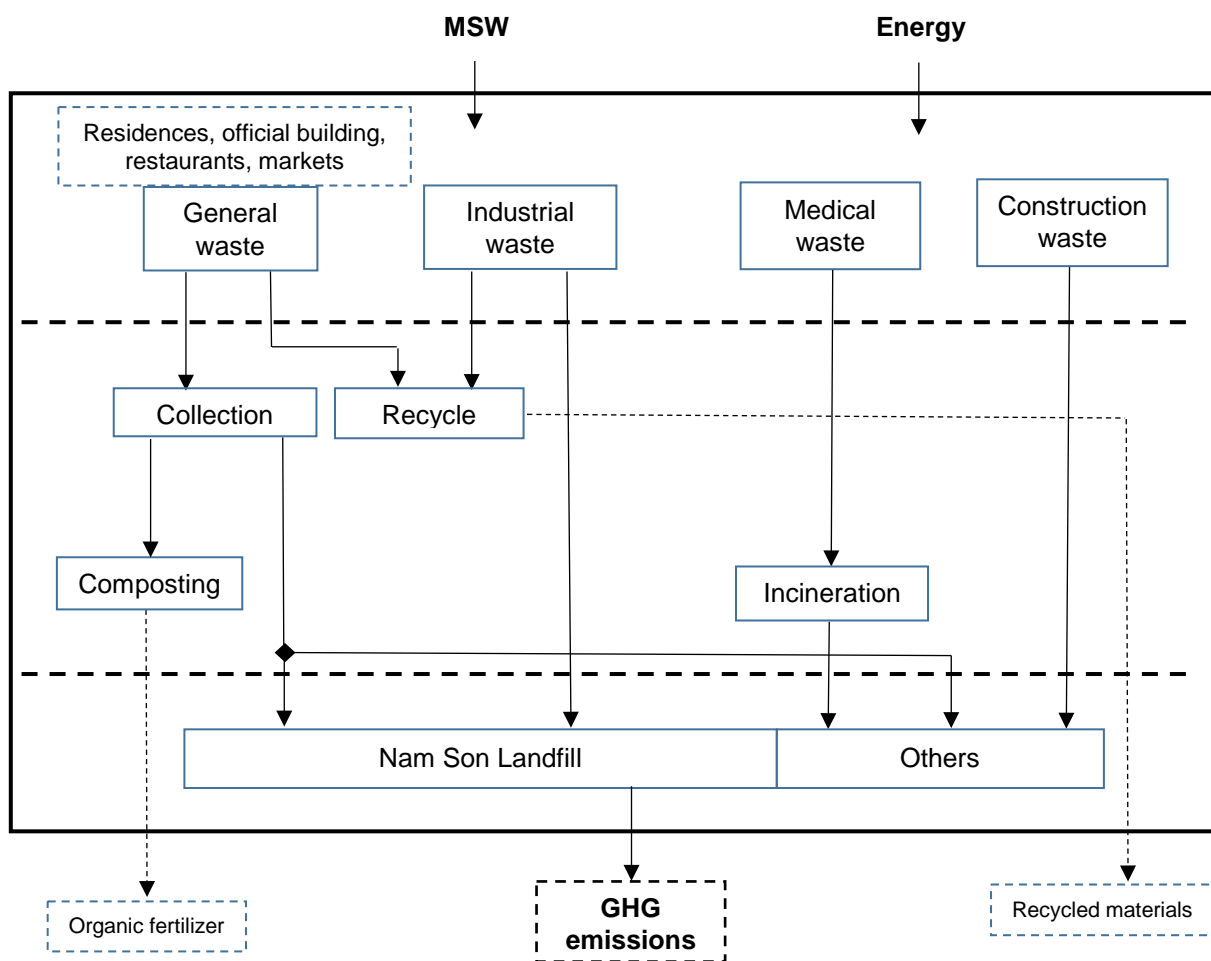 MSW
Energy
Residences, official building,
restaurants, markets
General
waste
Industrial
waste
Medical
waste
Construction
waste
Collection
Recycle
Composting
Incineration
Nam Son Landfill
Others
Organic fertilizer
GHG
emissions
Recycled materials